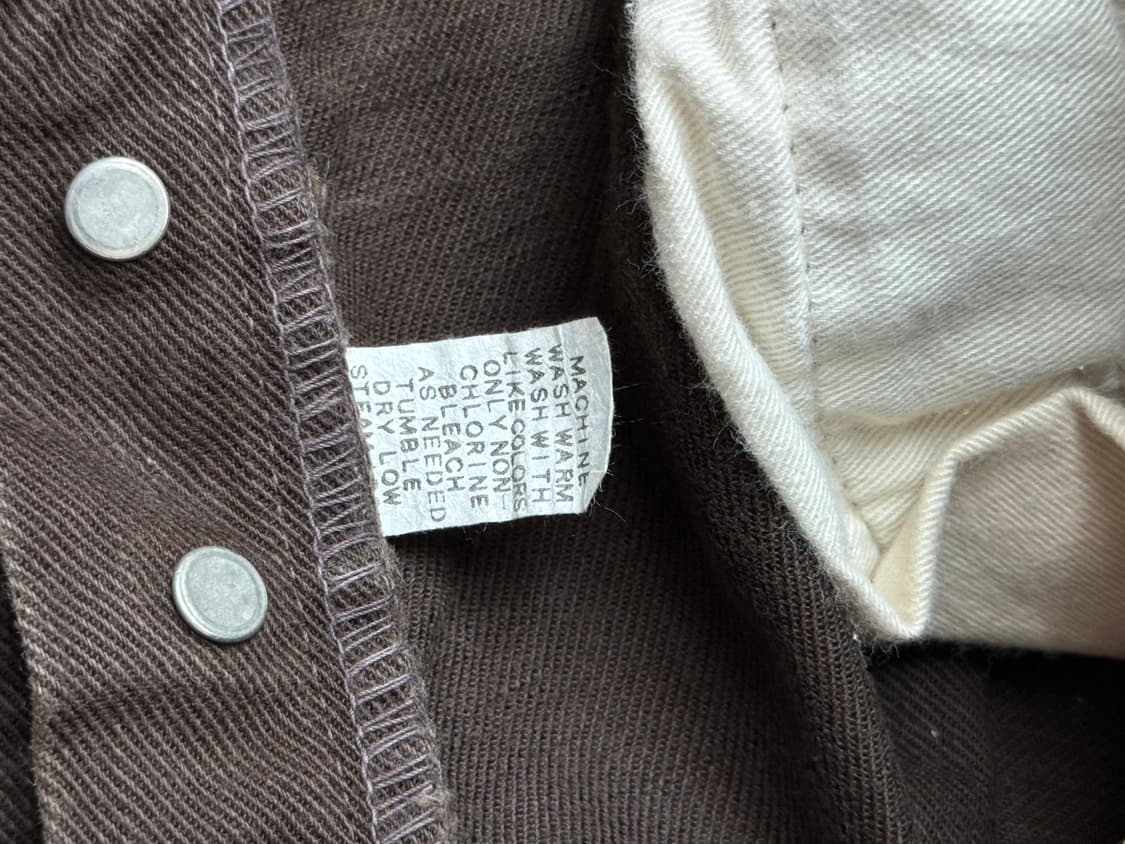 MACHINE
WASH WARM
WASH WITH
LIKE COLORS
ONLY NON-
CHLORINE
BLEACH
AS NEEDED
TUMBLE
DRY LOW